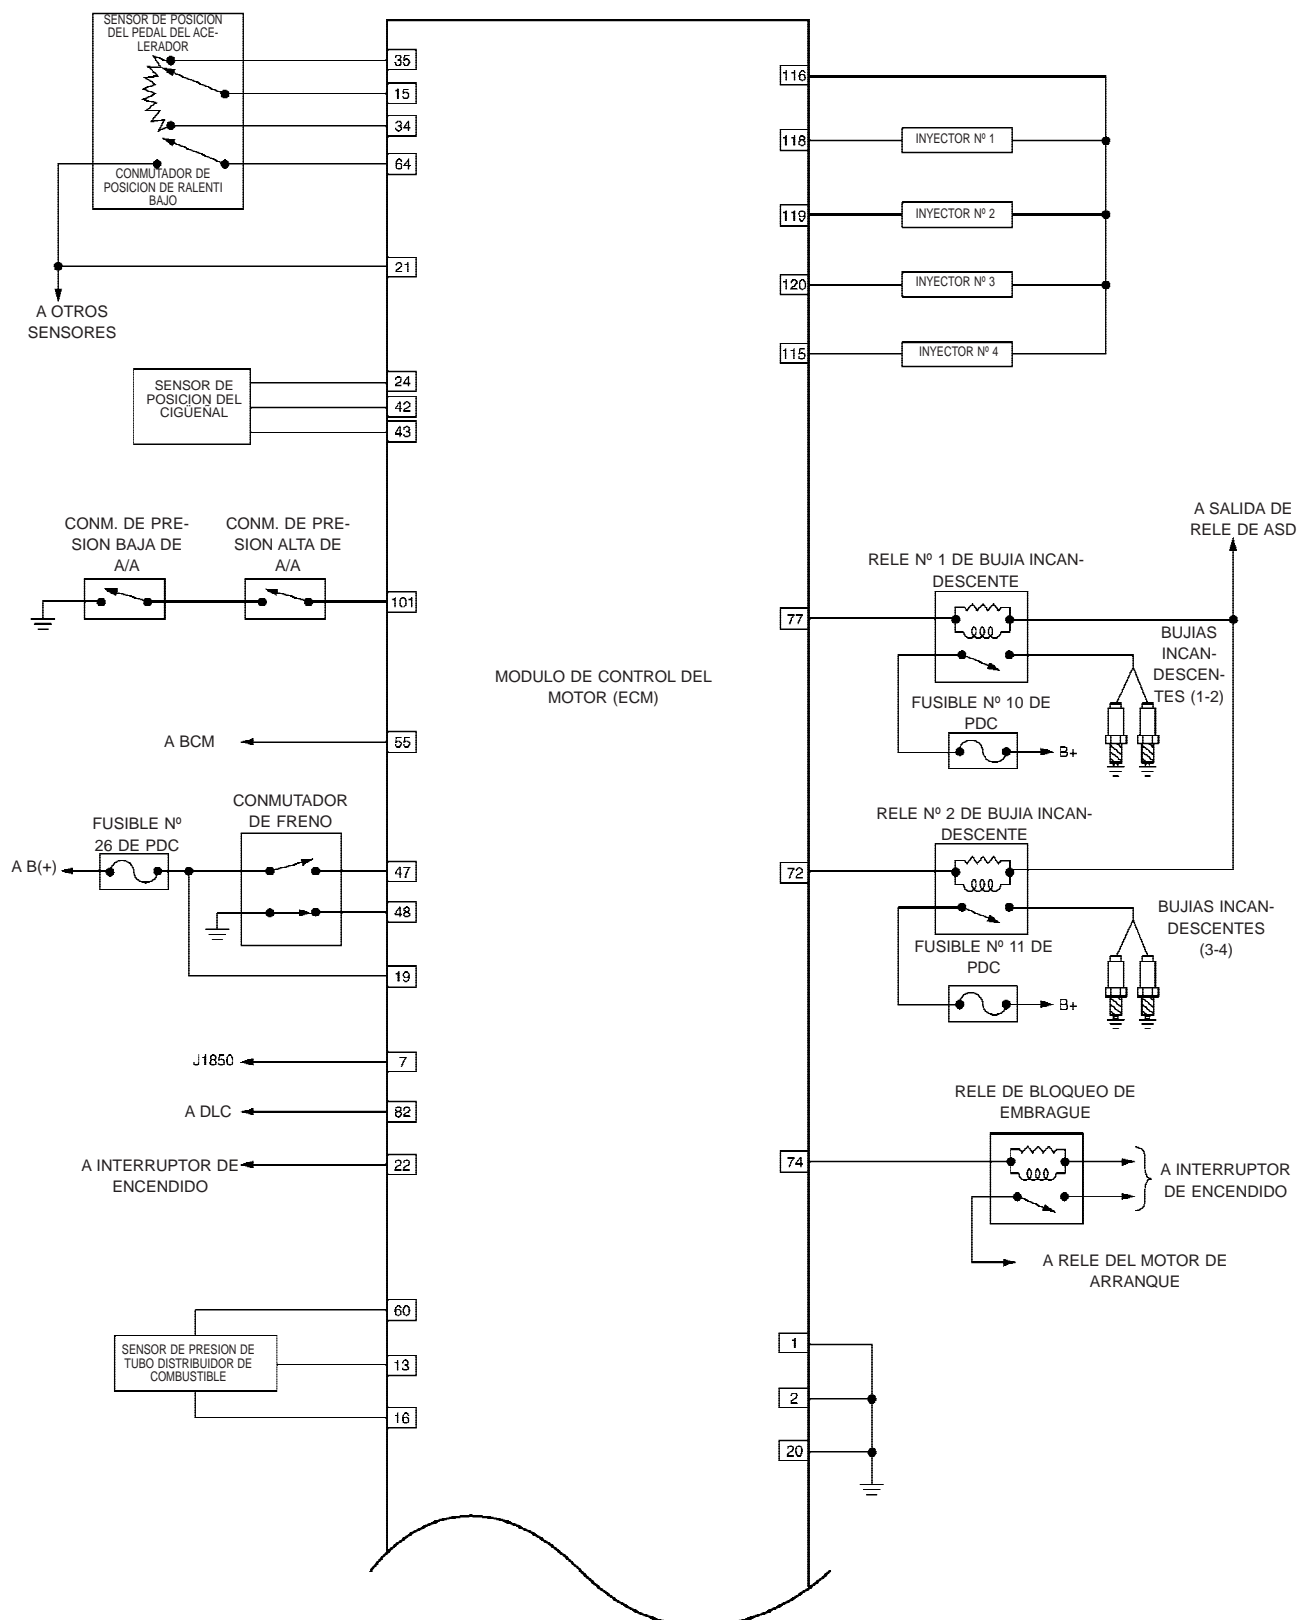 SENSOR DE POSICION
DEL PEDAL DEL ACE-
LERADOR
35
15
34
64
CONMUTADOR DE
POSICION DE RALENTI
BAJO
21
A OTROS
SENSORES
SENSOR DE
POSICION DEL
CIGÜEÑAL
24
42
43
CONM. DE PRE-
SION BAJA DE
A/A
CONM. DE PRE-
SION ALTA DE
A/A
101
MODULO DE CONTROL DEL
MOTOR (ECM)
A BCM
55
CONMUTADOR
DE FRENO
FUSIBLE Nº
26 DE PDC
A B(+)
47
48
19
J1850
7
A DLC
82
A INTERRUPTOR DE
ENCENDIDO
22
60
SENSOR DE PRESION DE
TUBO DISTRIBUIDOR DE
COMBUSTIBLE
13
16
116
118
INYECTOR Nº 1
119
INYECTOR Nº 2
120
INYECTOR Nº 3
115
INYECTOR Nº 4
A SALIDA DE
RELE DE ASD
RELE Nº 1 DE BUJIA INCAN-
DESCENTE
77
BUJIAS
INCAN-
DESCEN-
TES (1-2)
FUSIBLE Nº 10 DE
PDC
B+
RELE Nº 2 DE BUJIA INCAN-
DESCENTE
72
BUJIAS INCAN-
DESCENTES
(3-4)
FUSIBLE Nº 11 DE
PDC
B+
RELE DE BLOQUEO DE
EMBRAGUE
74
A INTERRUPTOR
DE ENCENDIDO
A RELE DEL MOTOR DE
ARRANQUE
1
2
20